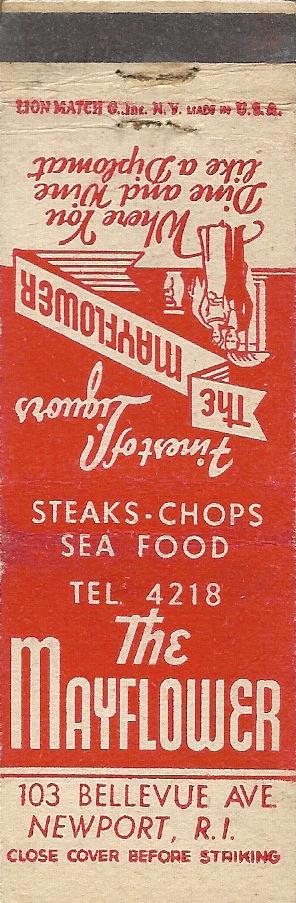 LION MATCH Co., Inc. N.Y. MADE IN U.S.A.
Where You
Dine and Wine
like a Diplomat
THE MAYFLOWER
Finest of
Liquors
STEAKS - CHOPS
SEA FOOD
TEL. 4218
The
MAYFLOWER
103 BELLEVUE AVE.
NEWPORT, R.I.
CLOSE COVER BEFORE STRIKING